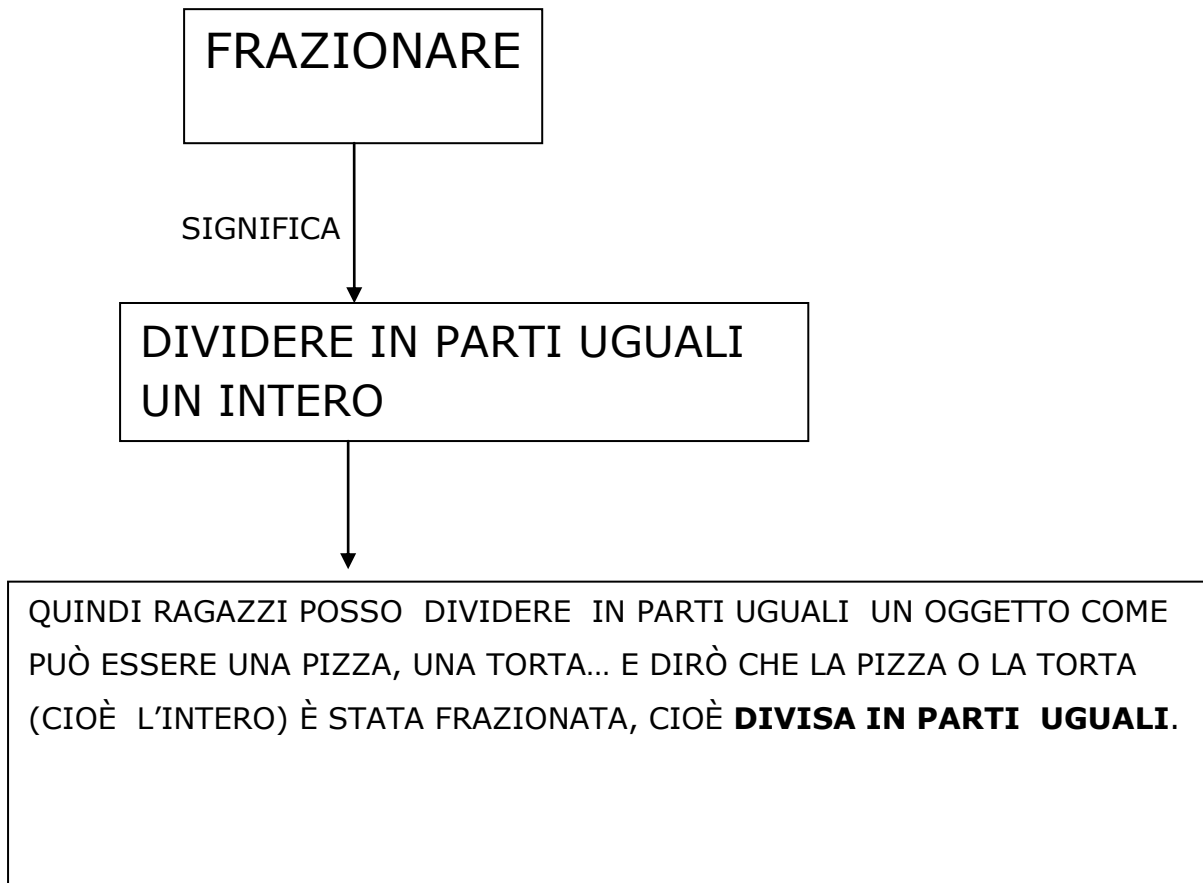 FRAZIONARE
SIGNIFICA
DIVIDERE IN PARTI UGUALI
UN INTERO
QUINDI RAGAZZI POSSO DIVIDERE IN PARTI UGUALI UN OGGETTO COME
PUÒ ESSERE UNA PIZZA, UNA TORTA… E DIRÒ CHE LA PIZZA O LA TORTA
(CIOÈ L’INTERO) È STATA FRAZIONATA, CIOÈ DIVISA IN PARTI UGUALI.